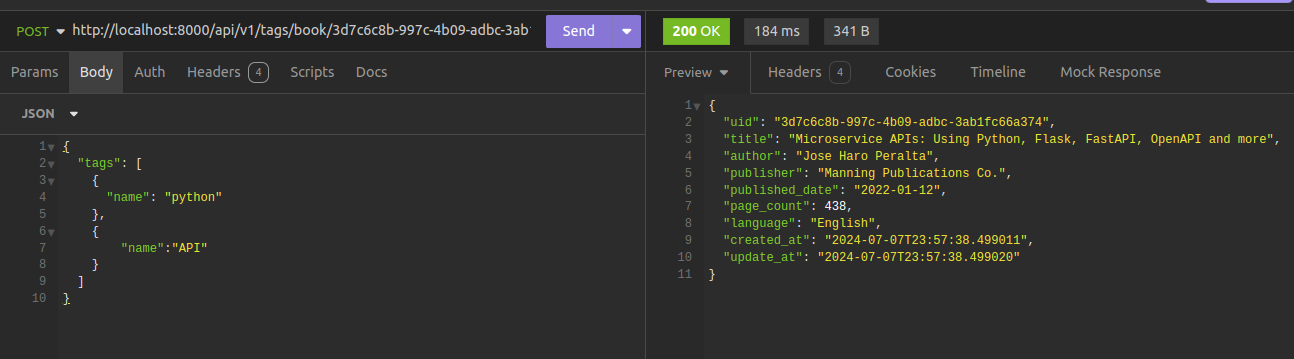 POST http://localhost:8000/api/v1/tags/book/3d7c6c8b-997c-4b09-adbc-3ab1 Send
Params Body Auth Headers 4 Scripts Docs
JSON
1 {
2 "tags": [
3 {
4 "name": "python"
5 },
6 {
7 "name":"API"
8 }
9 ]
10 }
200 OK 184 ms 341 B
Preview Headers 4 Cookies Timeline Mock Response
1 {
2 "uid": "3d7c6c8b-997c-4b09-adbc-3ab1fc66a374",
3 "title": "Microservice APIs: Using Python, Flask, FastAPI, OpenAPI and more",
4 "author": "Jose Haro Peralta",
5 "publisher": "Manning Publications Co.",
6 "published_date": "2022-01-12",
7 "page_count": 438,
8 "language": "English",
9 "created_at": "2024-07-07T23:57:38.499011",
10 "update_at": "2024-07-07T23:57:38.499020"
11 }